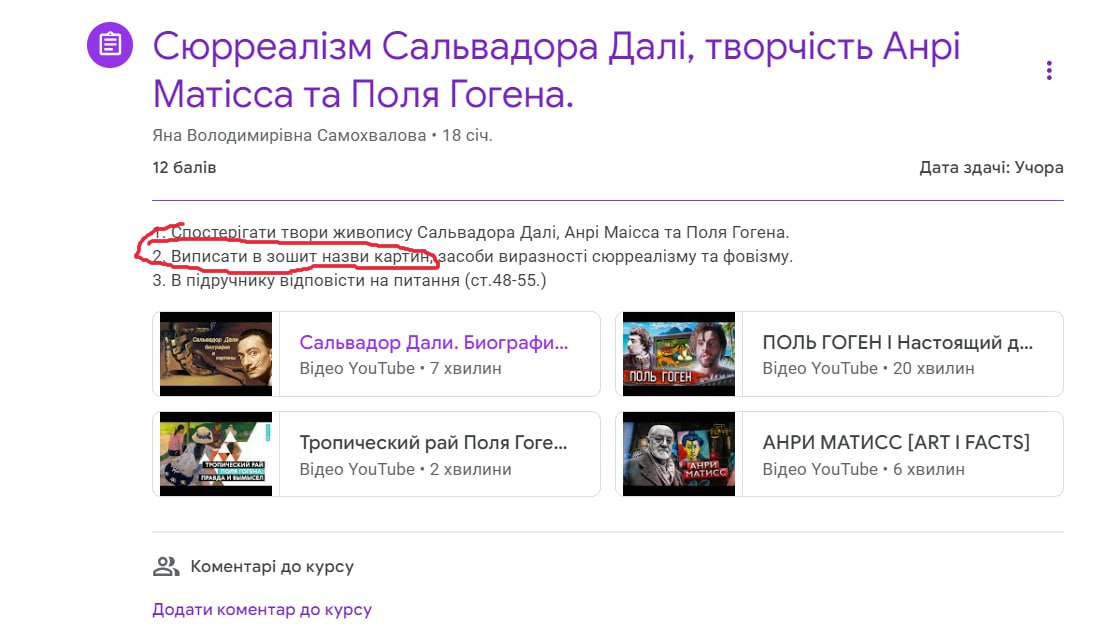 Сюрреалізм Сальвадора Далі, творчість Анрі
Матісса та Поля Гогена.
Яна Володимирівна Самохвалова • 18 січ.
12 балів
Дата здачі: Учора
1. Спостерігати твори живопису Сальвадора Далі, Анрі Маісса та Поля Гогена.
2. Виписати в зошит назви картин, засоби виразності сюрреалізму та фовізму.
3. В підручнику відповісти на питання (ст.48-55.)
Сальвадор Дали
биография
и
картины
Сальвадор Дали. Биографи...
Відео YouTube • 7 хвилин
ПОЛЬ ГОГЕН
ПОЛЬ ГОГЕН І Настоящий д...
Відео YouTube • 20 хвилин
ТРОПИЧЕСКИЙ РАЙ
ПОЛЯ ГОГЕНА:
ПРАВДА И ВЫМЫСЕЛ
Тропический рай Поля Гоге...
Відео YouTube • 2 хвилини
АНРИ
МАТИСС
АНРИ МАТИСС [ART I FACTS]
Відео YouTube • 6 хвилин
Коментарі до курсу
Додати коментар до курсу